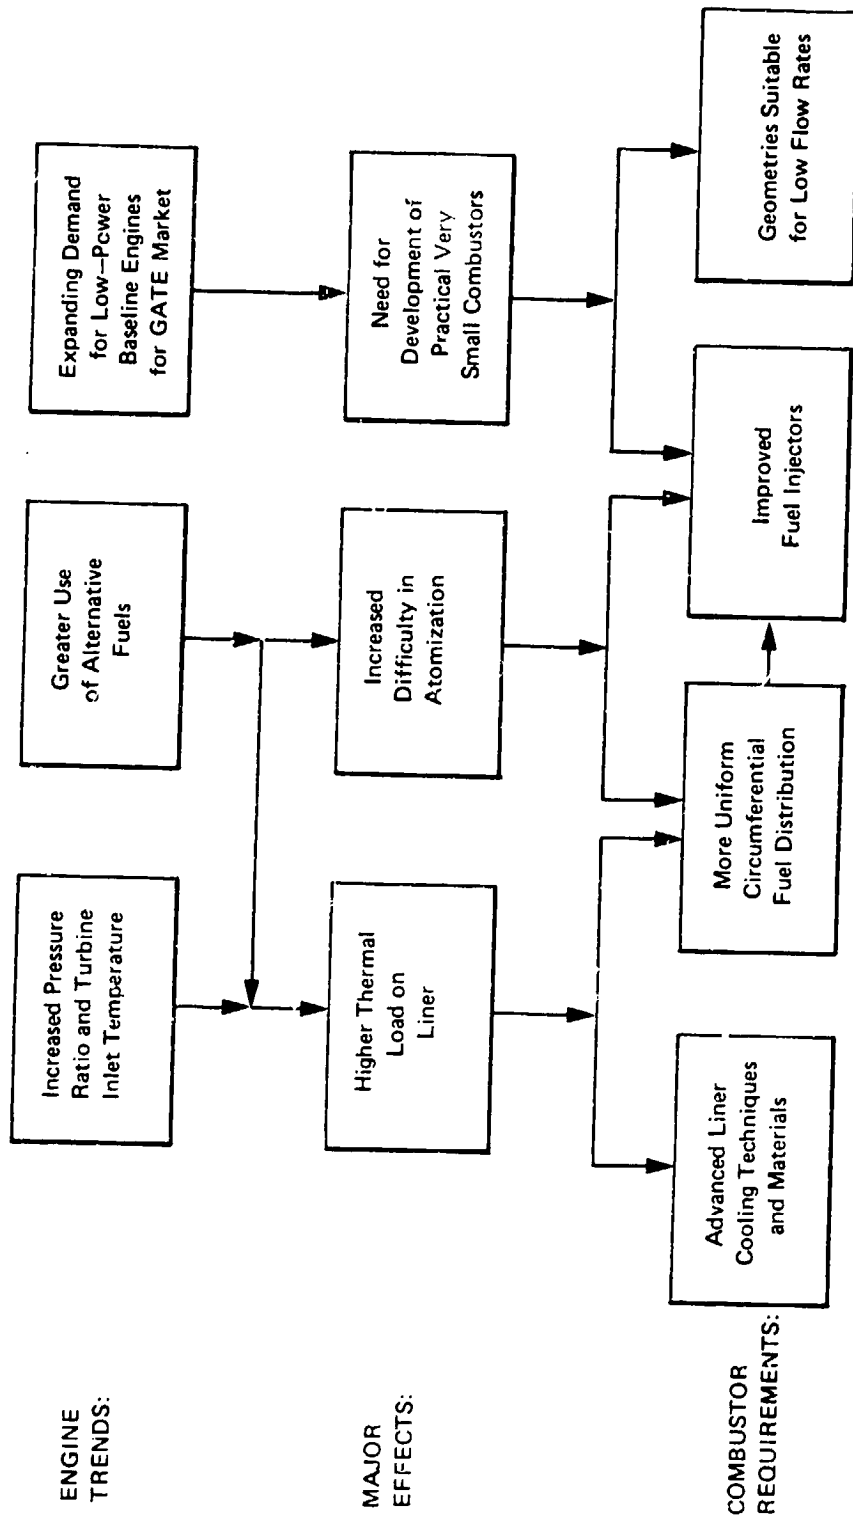 ENGINE
TRENDS:
Increased Pressure
Ratio and Turbine
Inlet Temperature
Greater Use
of Alternative
Fuels
Expanding Demand
for Low-Power
Baseline Engines
for GATE Market
MAJOR
EFFECTS:
Higher Thermal
Load on
Liner
Increased
Difficulty in
Atomization
Need for
Development of
Practical Very
Small Combustors
COMBUSTOR
REQUIREMENTS:
Advanced Liner
Cooling Techniques
and Materials
More Uniform
Circumferential
Fuel Distribution
Improved
Fuel Injectors
Geometries Suitable
for Low Flow Rates